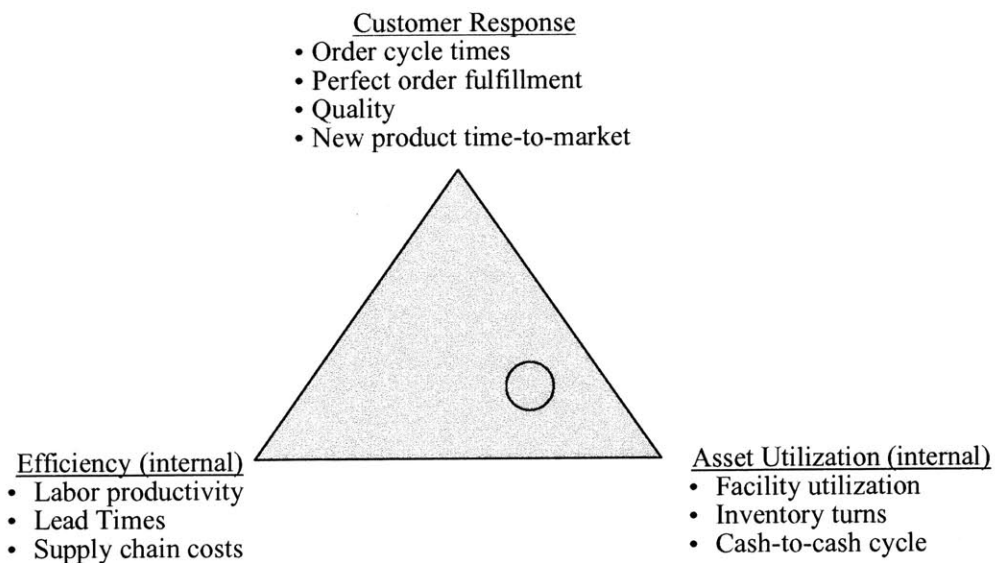 Customer Response
• Order cycle times
• Perfect order fulfillment
• Quality
• New product time-to-market
Efficiency (internal)
• Labor productivity
• Lead Times
• Supply chain costs
Asset Utilization (internal)
• Facility utilization
• Inventory turns
• Cash-to-cash cycle